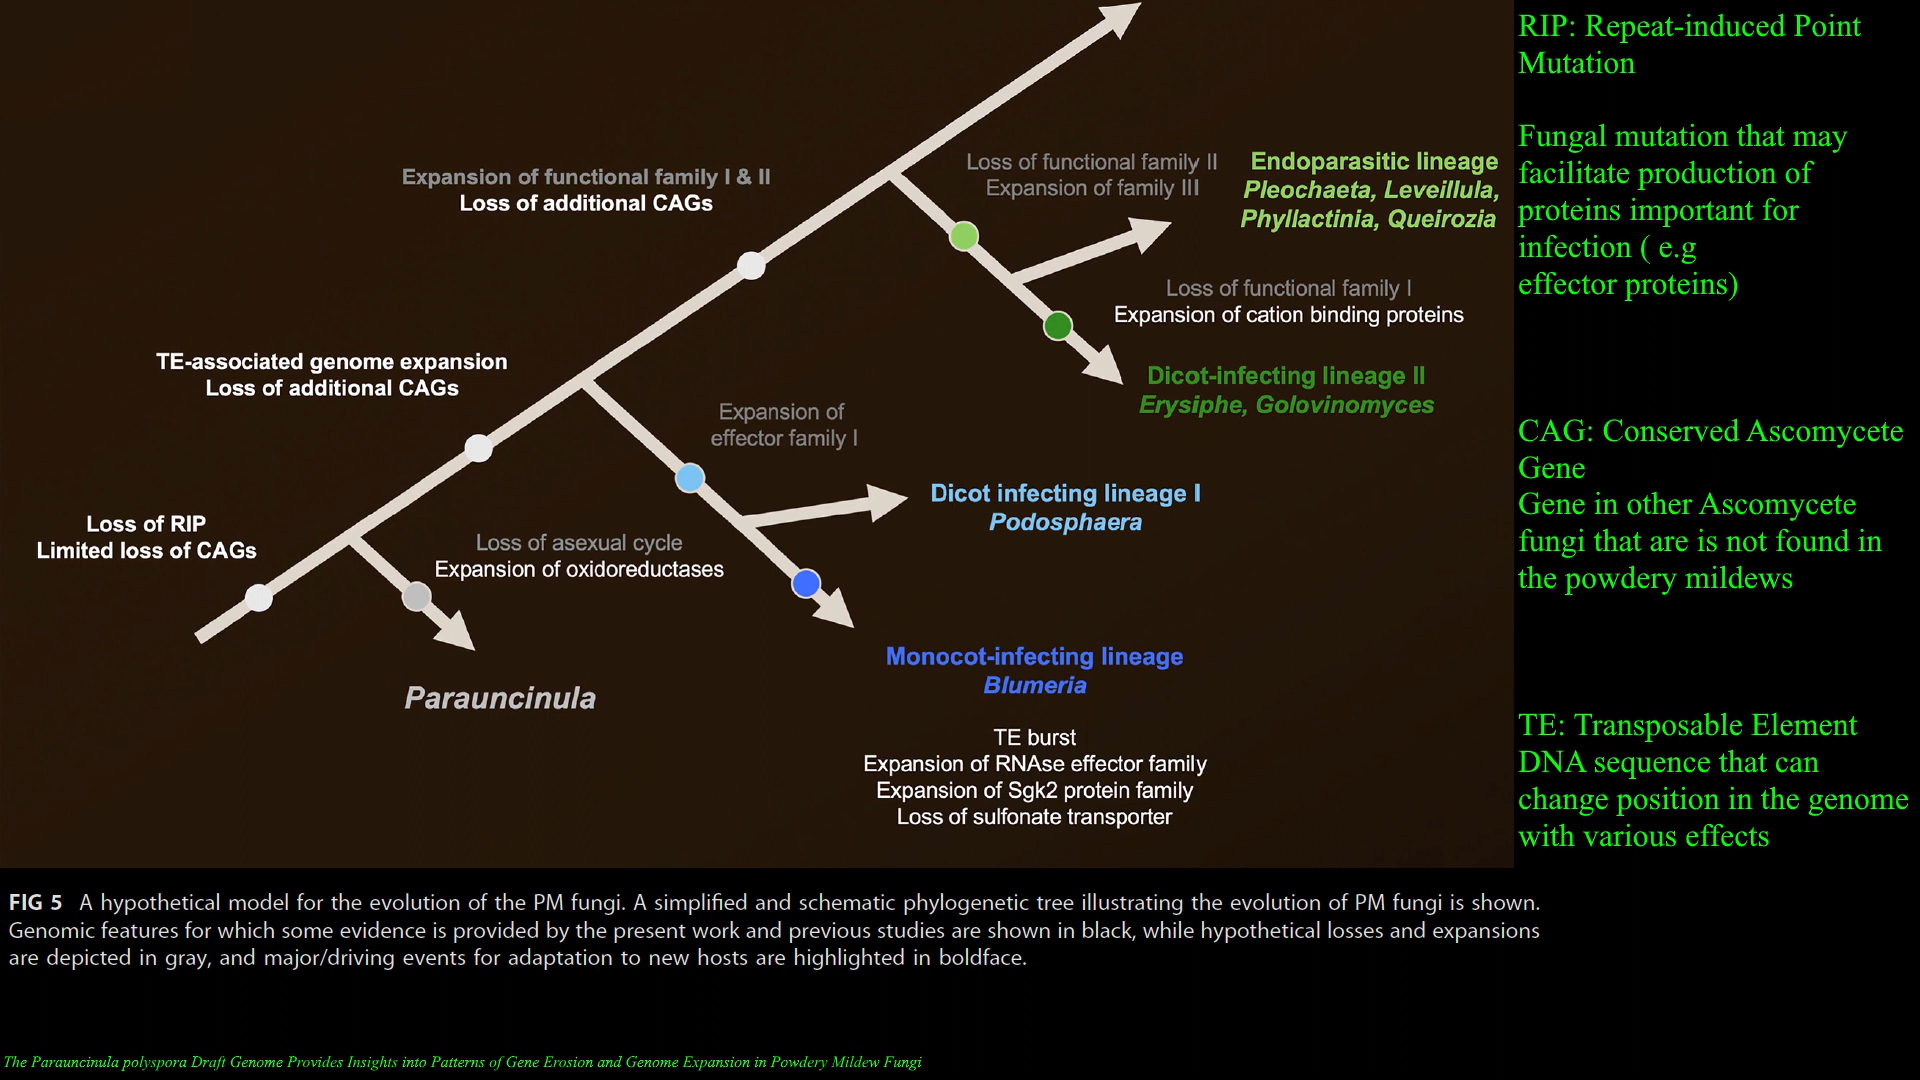 RIP: Repeat-induced Point
Mutation
Fungal mutation that may
facilitate production of
proteins important for
infection ( e.g
effector proteins)
CAG: Conserved Ascomycete
Gene
Gene in other Ascomycete
fungi that are is not found in
the powdery mildews
TE: Transposable Element
DNA sequence that can
change position in the genome
with various effects
Expansion of functional family I & II
Loss of additional CAGs
Loss of functional family II
Expansion of family III
Endoparasitic lineage
Pleochaeta, Leveillula,
Phyllactinia, Queirozia
Loss of functional family I
Expansion of cation binding proteins
Dicot-infecting lineage II
Erysiphe, Golovinomyces
TE-associated genome expansion
Loss of additional CAGs
Expansion of
effector family I
Dicot infecting lineage I
Podosphaera
Loss of RIP
Limited loss of CAGs
Loss of asexual cycle
Expansion of oxidoreductases
Parauncinula
Monocot-infecting lineage
Blumeria
TE burst
Expansion of RNAse effector family
Expansion of Sgk2 protein family
Loss of sulfonate transporter
FIG 5 A hypothetical model for the evolution of the PM fungi. A simplified and schematic phylogenetic tree illustrating the evolution of PM fungi is shown.
Genomic features for which some evidence is provided by the present work and previous studies are shown in black, while hypothetical losses and expansions
are depicted in gray, and major/driving events for adaptation to new hosts are highlighted in boldface.
The Parauncinula polyspora Draft Genome Provides Insights into Patterns of Gene Erosion and Genome Expansion in Powdery Mildew Fungi